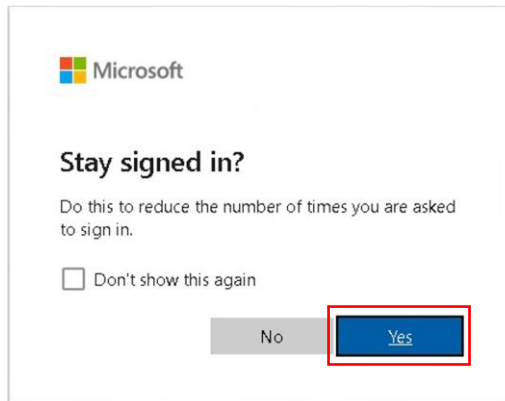 Microsoft
Stay signed in?
Do this to reduce the number of times you are asked
to sign in.
Don't show this again
No
Yes